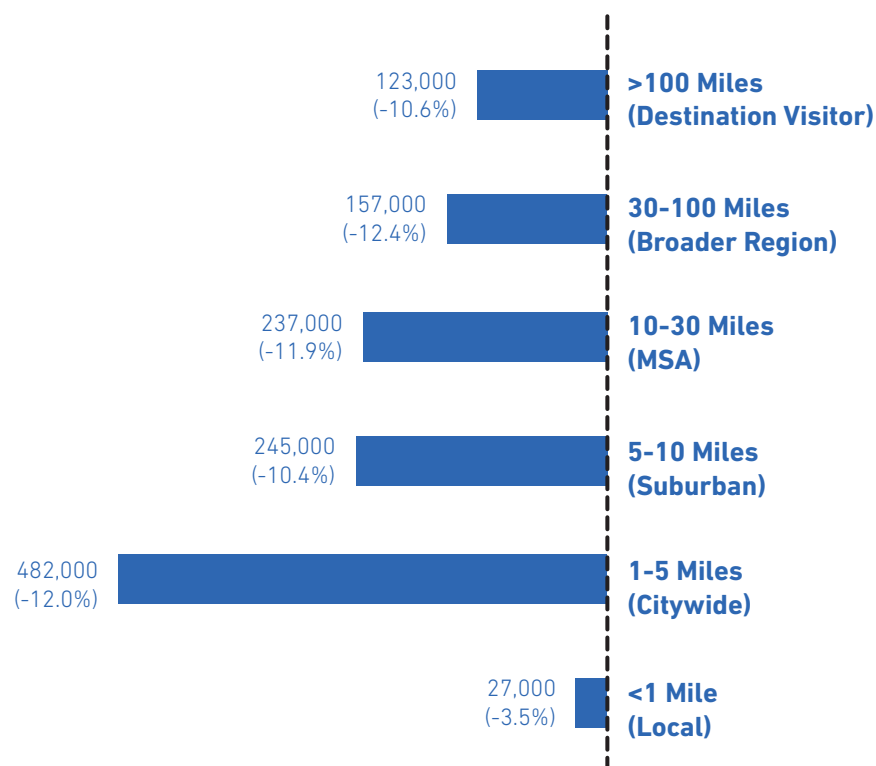 123,000
(-10.6%)
>100 Miles
(Destination Visitor)
157,000
(-12.4%)
30-100 Miles
(Broader Region)
237,000
(-11.9%)
10-30 Miles
(MSA)
245,000
(-10.4%)
5-10 Miles
(Suburban)
482,000
(-12.0%)
1-5 Miles
(Citywide)
27,000
(-3.5%)
<1 Mile
(Local)